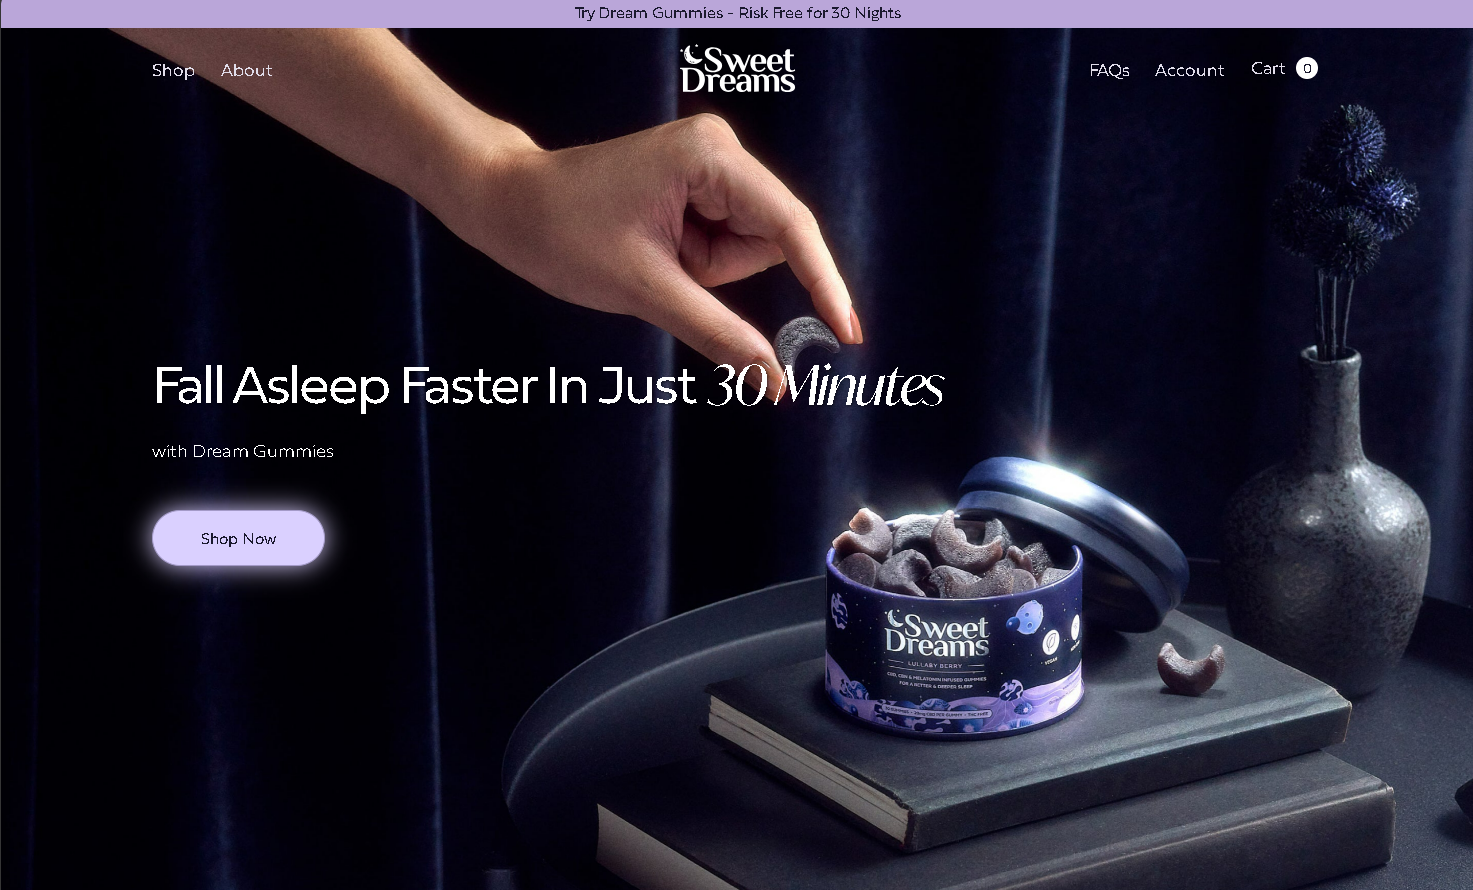 Try Dream Gummies - Risk Free for 30 Nights
Shop
About
Sweet
Dreams
FAQs
Account
Cart
0
Fall Asleep Faster In Just 30 Minutes
with Dream Gummies
Shop Now
Sweet
Dreams
LULLABY BERRY
CBD, CBN & MELATONIN INFUSED GUMMIES
FOR A BETTER & DEEPER SLEEP
VEGAN